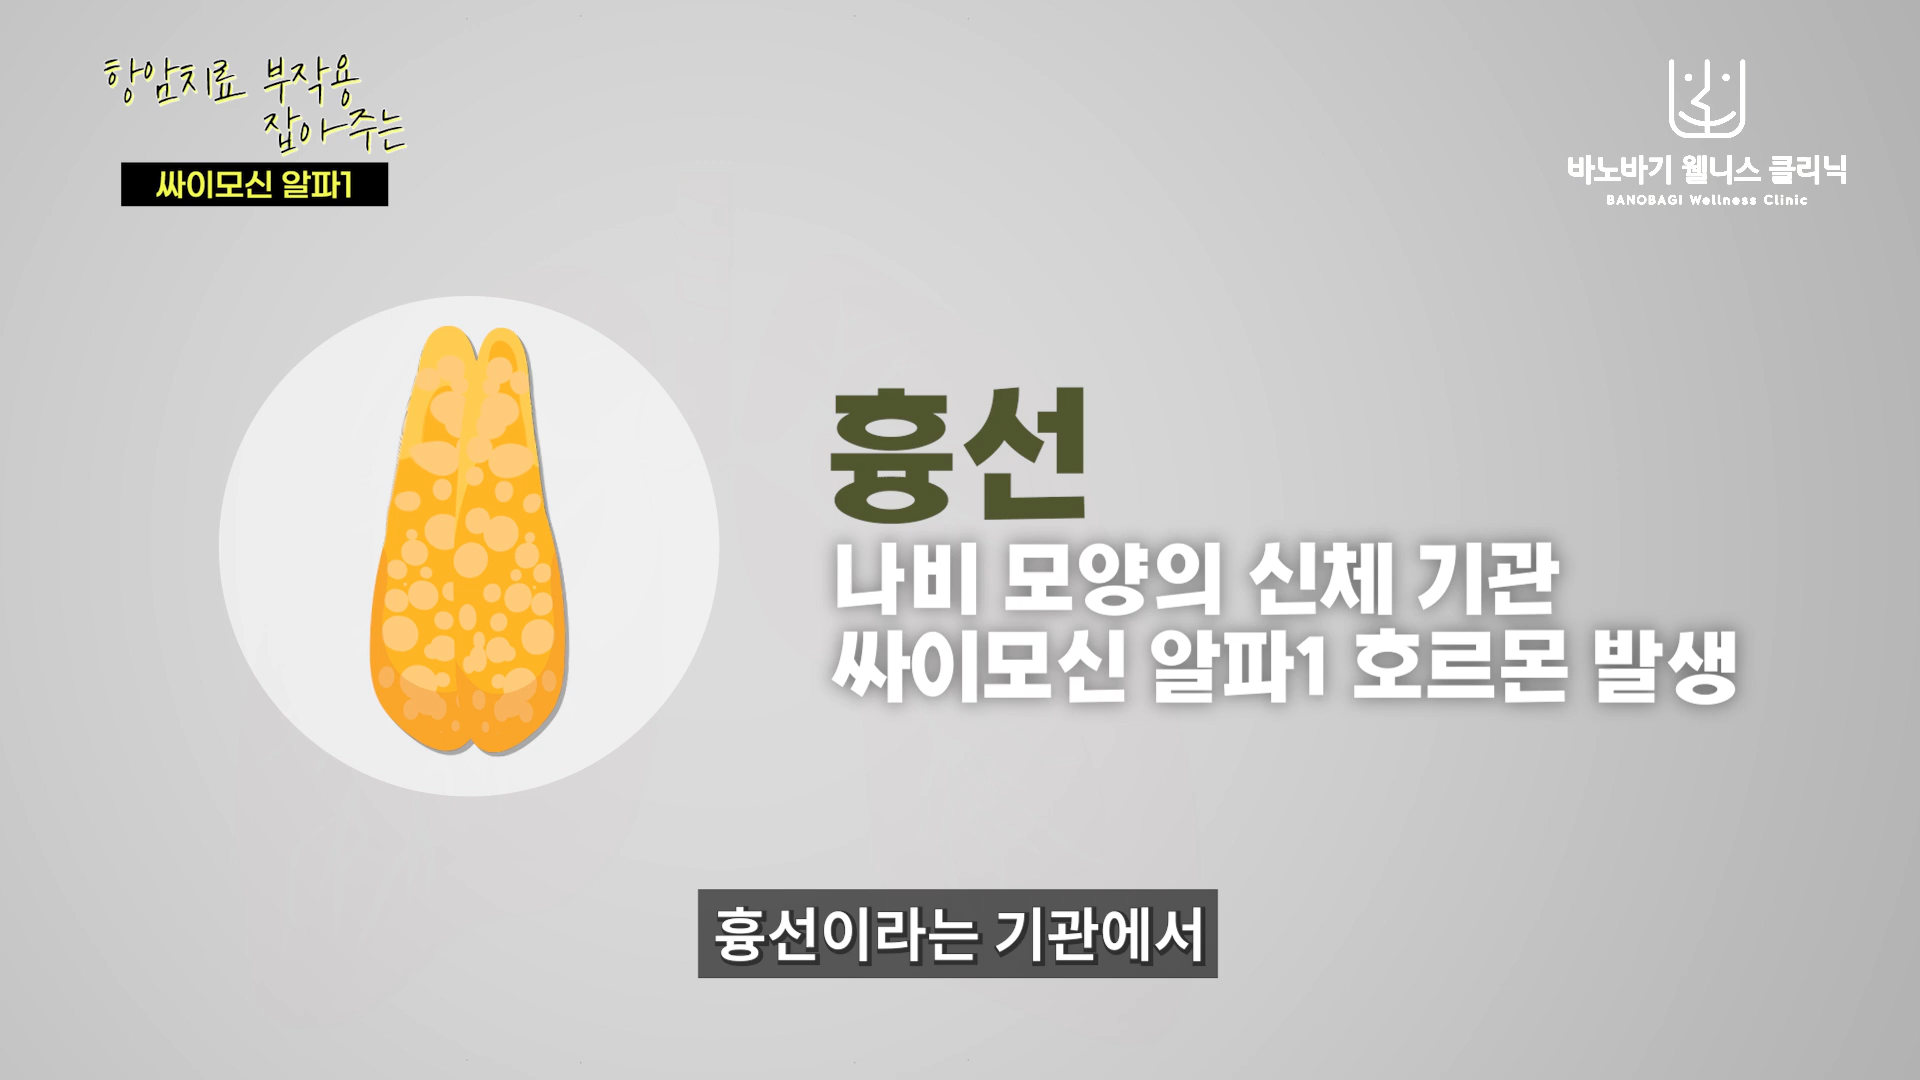 항암치료 부작용
잡아주는
싸이모신 알파1
바노바기 웰니스 클리닉
BANOBAGI Wellness Clinic
흉선
나비 모양의 신체 기관
싸이모신 알파1 호르몬 발생
흉선이라는 기관에서